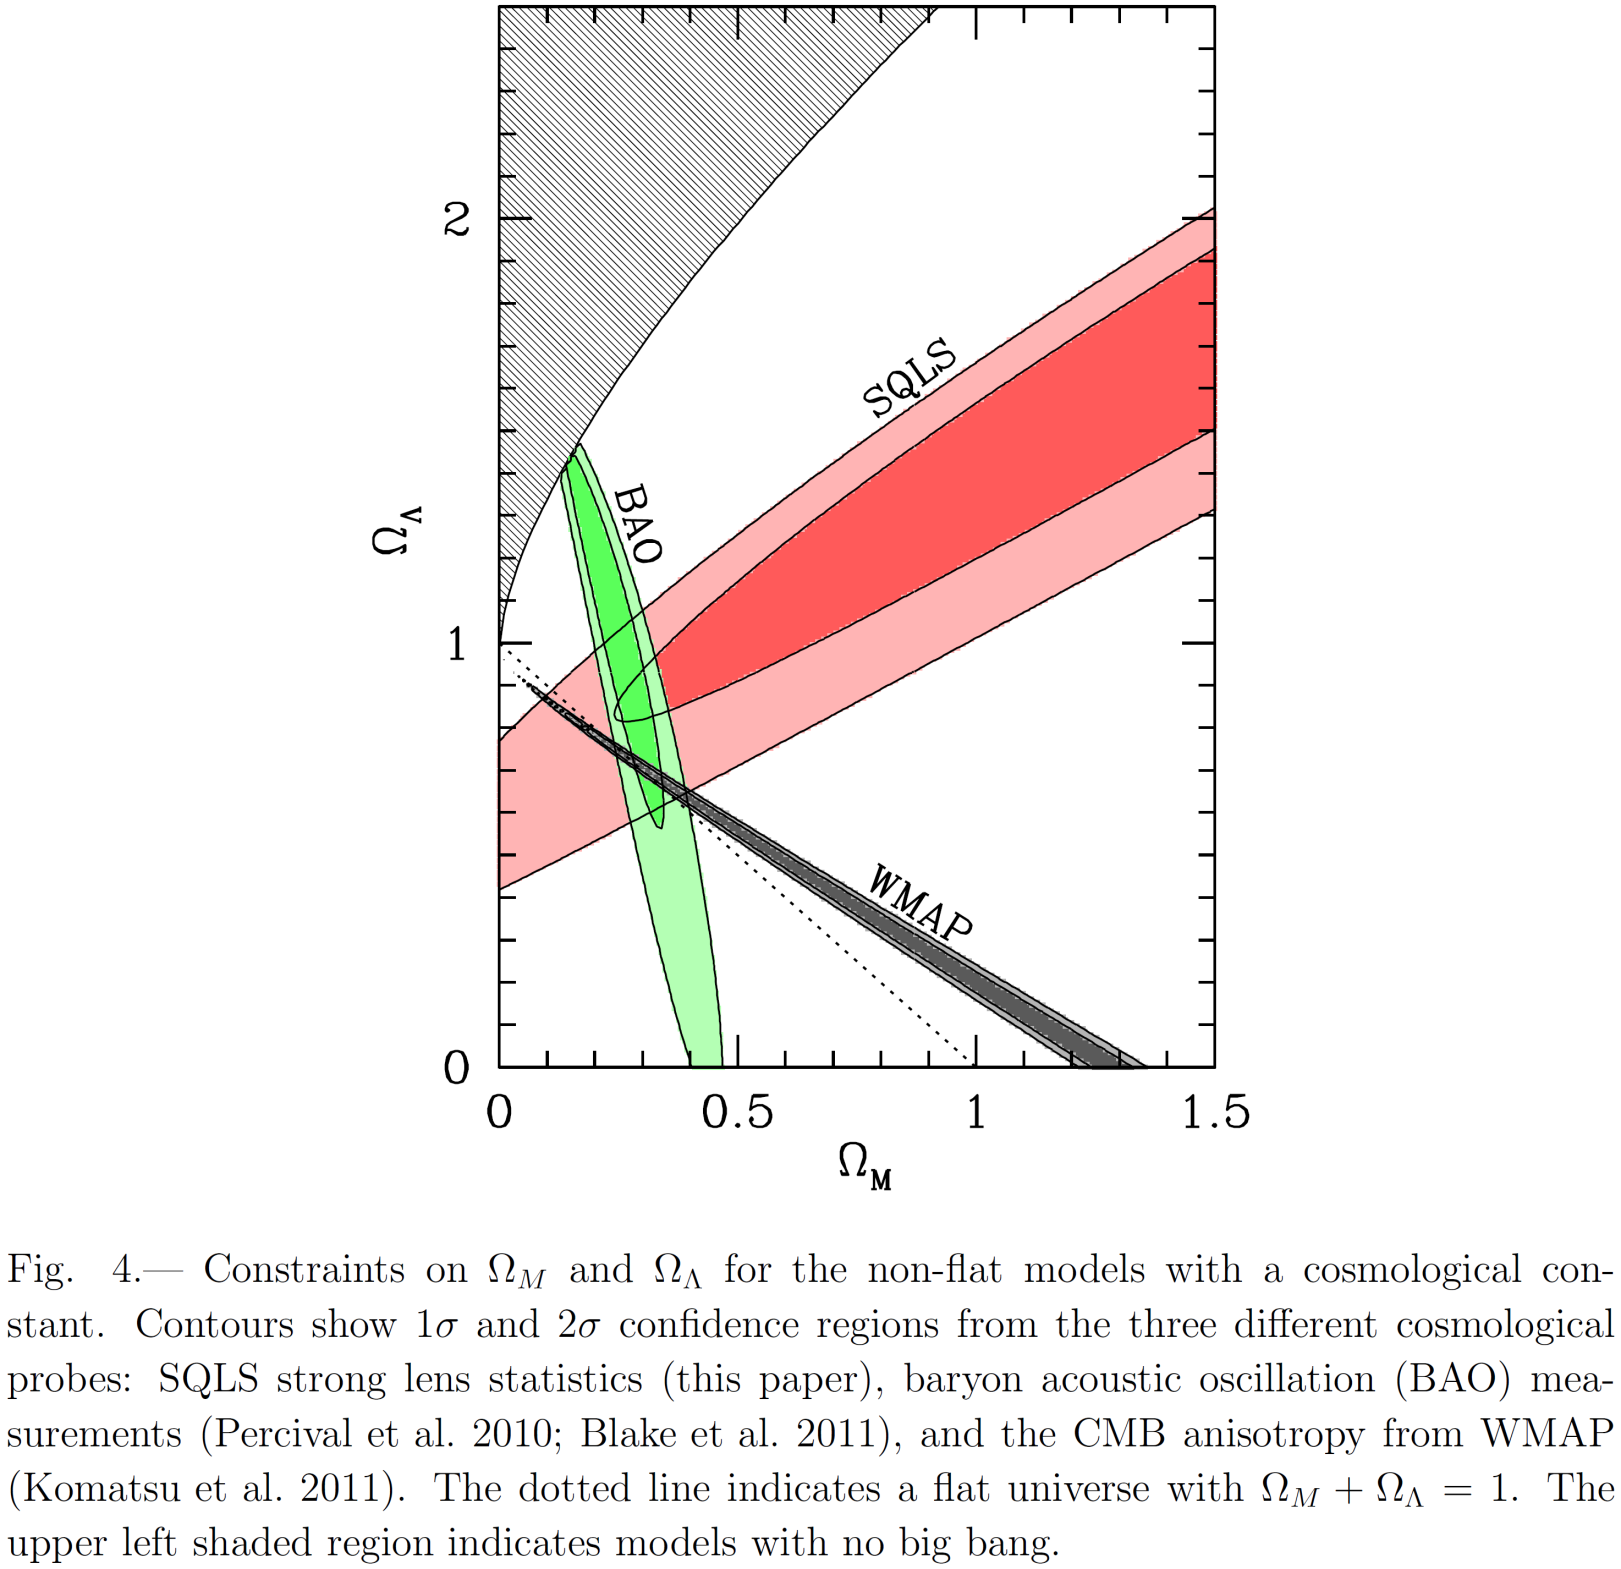 2
SQLS
BAO
Ω_Λ
1
WMAP
0
0 0.5 1 1.5
Ω_M
Fig. 4.— Constraints on Ω_M and Ω_Λ for the non-flat models with a cosmological con-
stant. Contours show 1σ and 2σ confidence regions from the three different cosmological
probes: SQLS strong lens statistics (this paper), baryon acoustic oscillation (BAO) mea-
surements (Percival et al. 2010; Blake et al. 2011), and the CMB anisotropy from WMAP
(Komatsu et al. 2011). The dotted line indicates a flat universe with Ω_M + Ω_Λ = 1. The
upper left shaded region indicates models with no big bang.